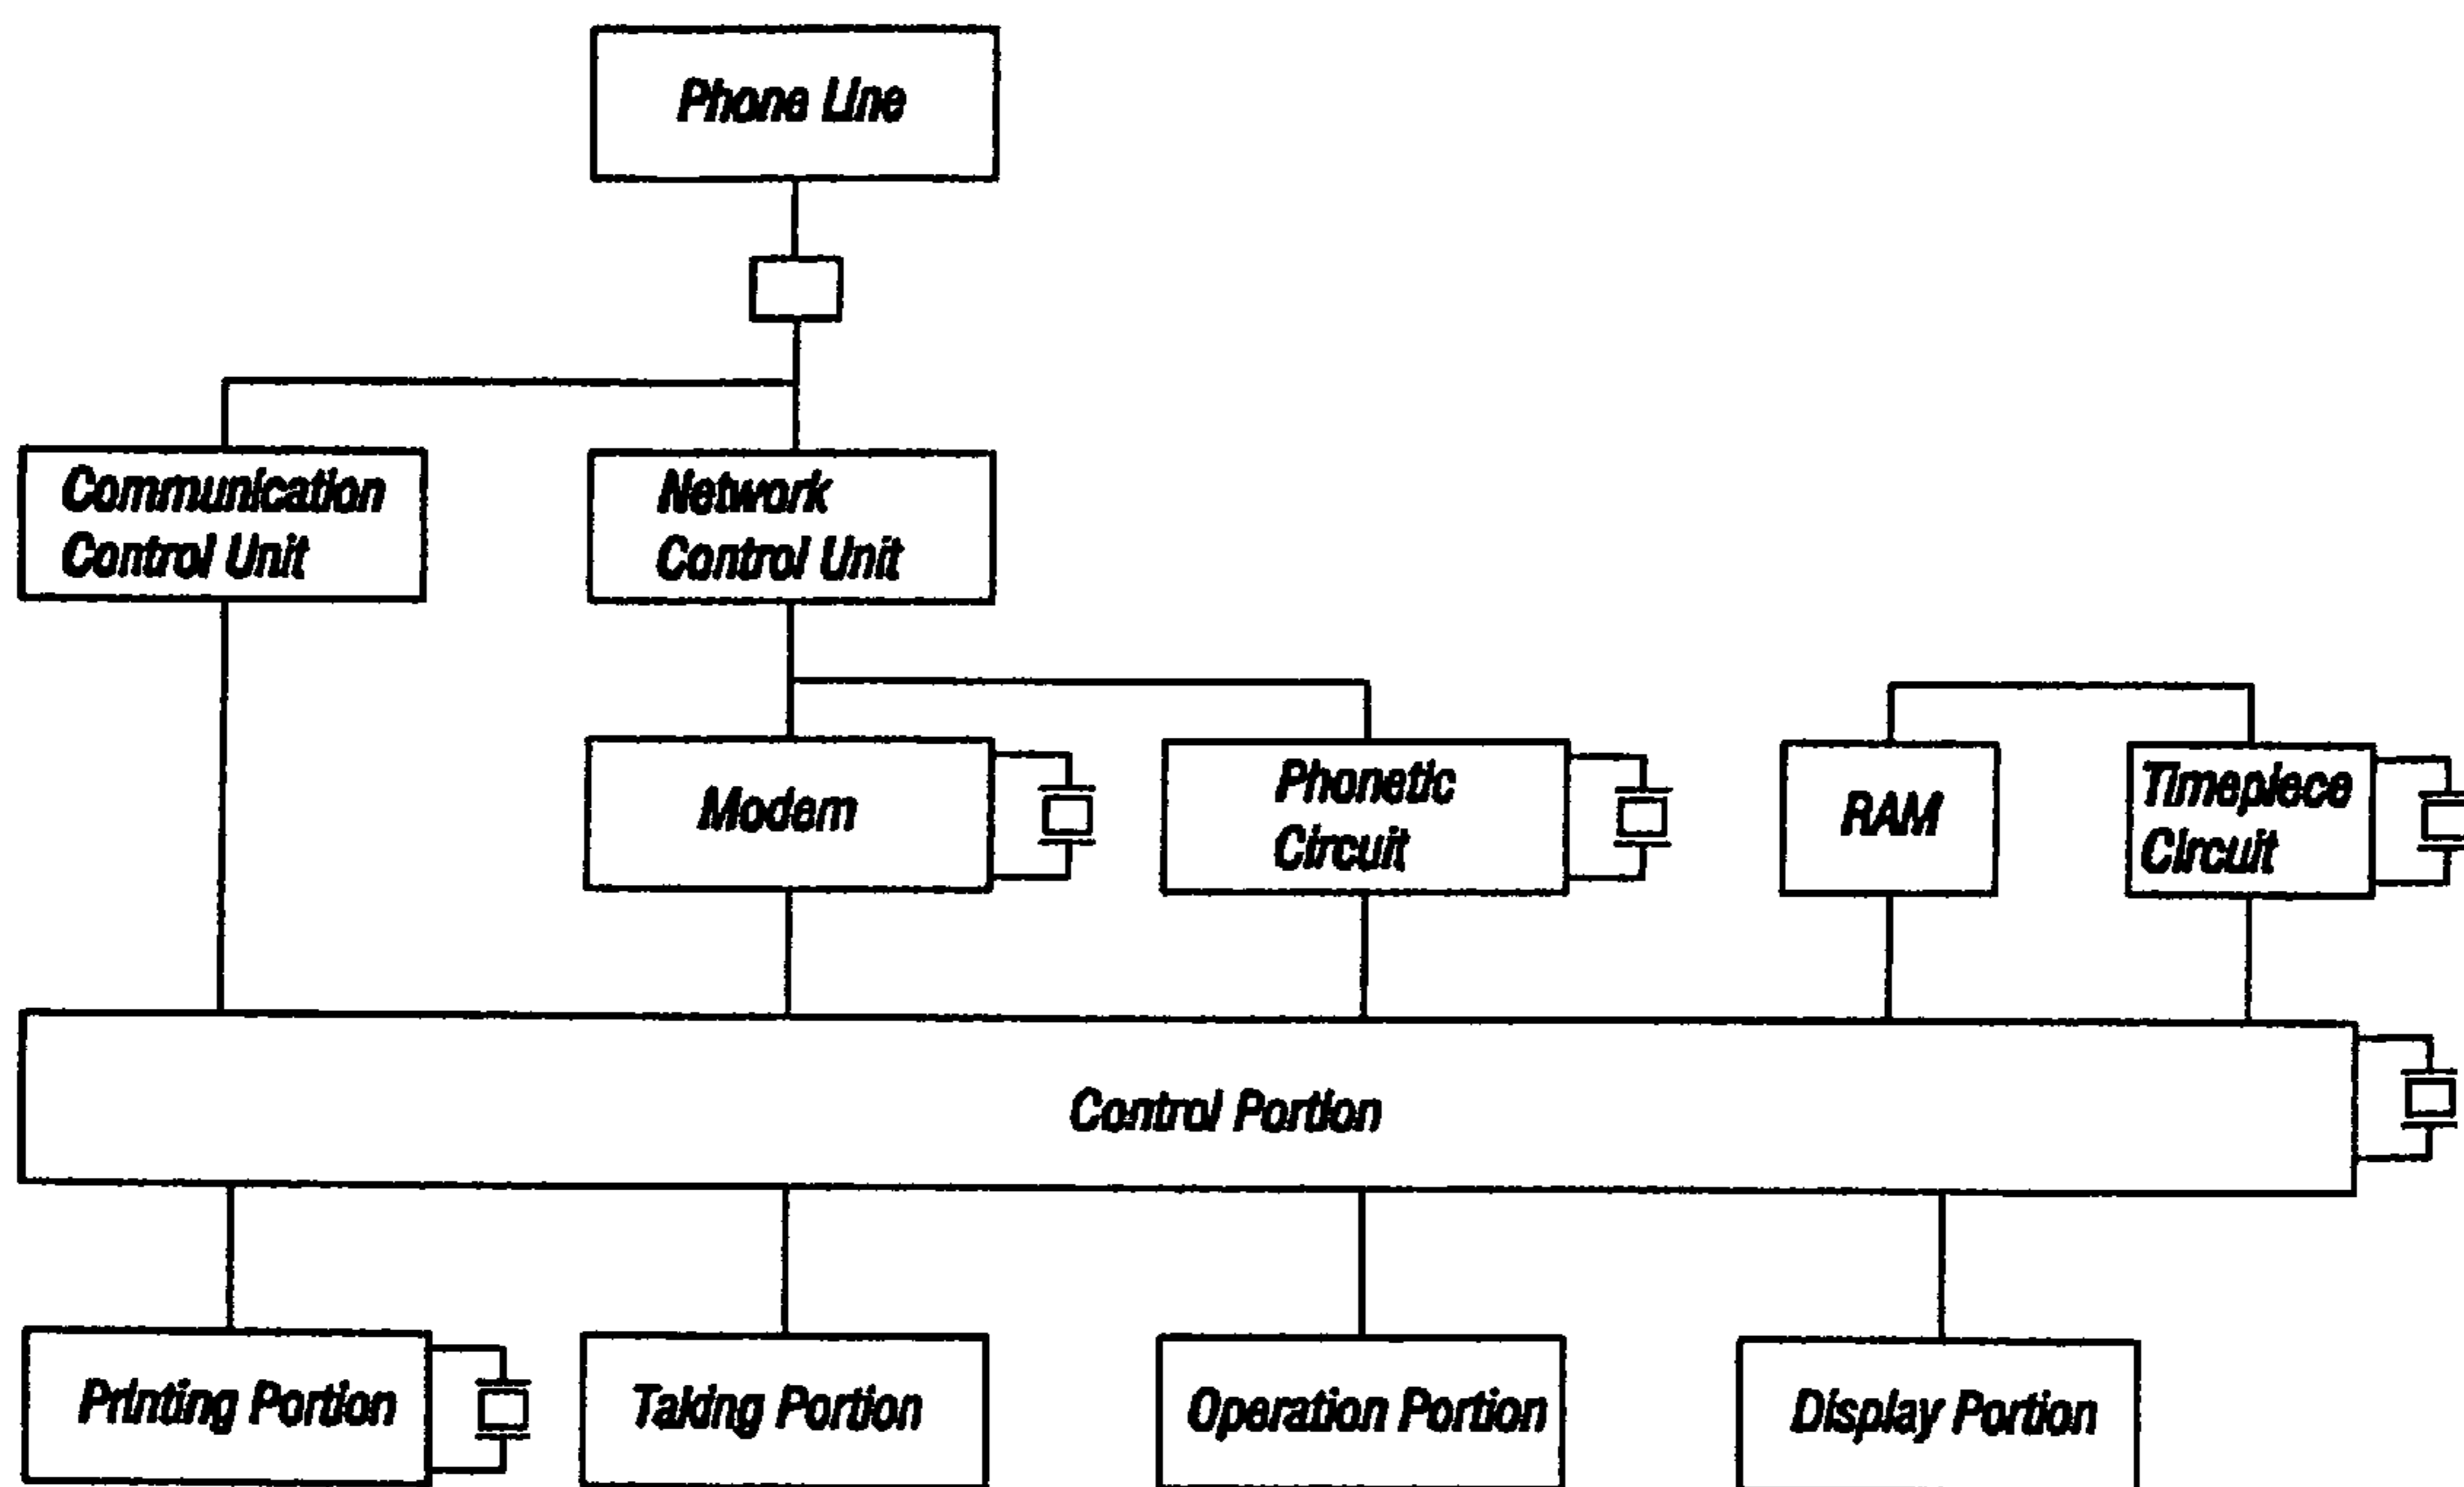 Phone Line
Communication
Control Unit
Network
Control Unit
Modem
Phonetic
Circuit
RAM
Timepiece
Circuit
Control Portion
Printing Portion
Taking Portion
Operation Portion
Display Portion